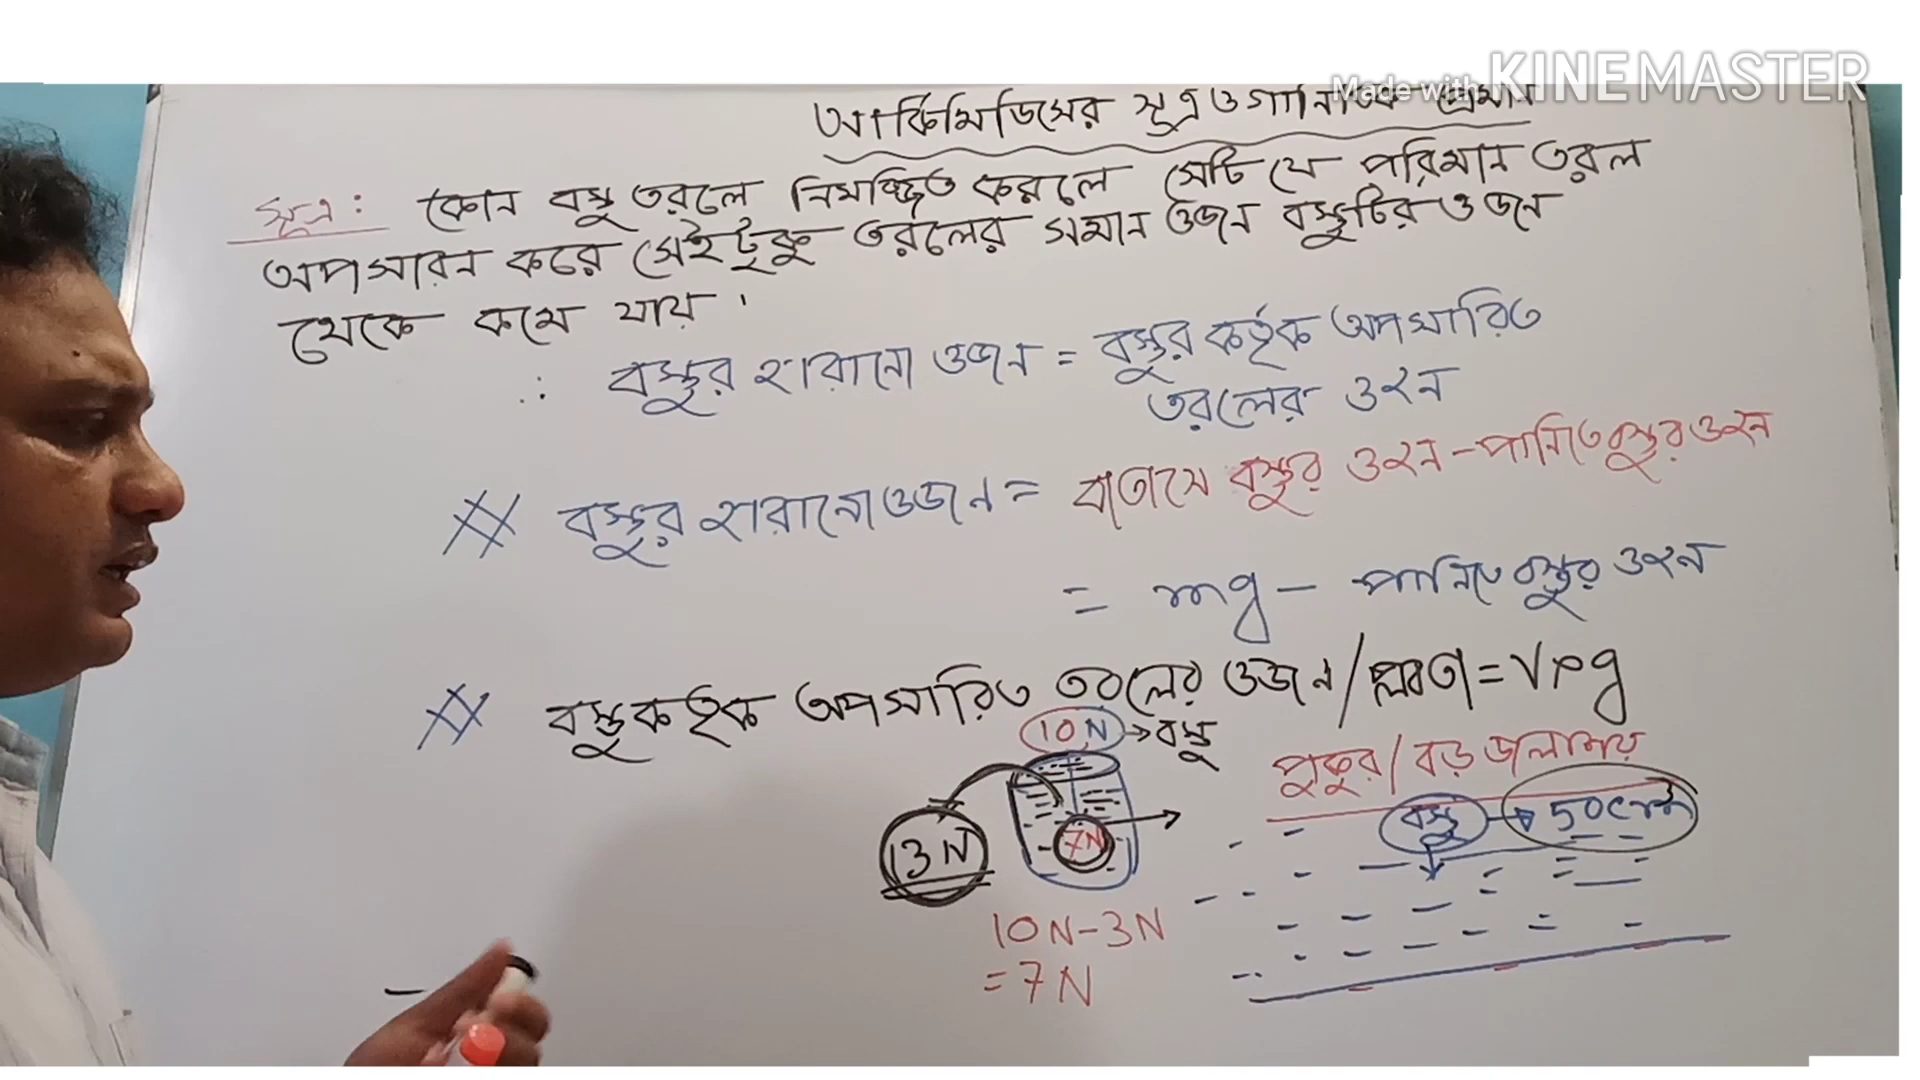 Made with KINEMASTER
আর্কিমিডিসের সূত্র ও গানিতিক প্রমান
সূত্র: কোন বস্তু তরলে নিমজ্জিত করলে সেটি যে পরিমান তরল
অপসারন করে সেইটুকু তরলের সমান ওজন বস্তুটির ওজন
থেকে কমে যায়।
∴ বস্তুর হারানো ওজন = বস্তুর কর্তৃক অপসারিত
তরলের ওজন
বস্তুর হারানো ওজন = বাতাসে বস্তুর ওজন - পানিতে বস্তুর ওজন
= mg - পানিতে বস্তুর ওজন
বস্তু কর্তৃক অপসারিত তরলের ওজন / প্লবতা = Vρg
10N → বস্তু
পুকুর / বড় জলাশয়
বস্তু → 50cm
3N
7N
10N - 3N
= 7N